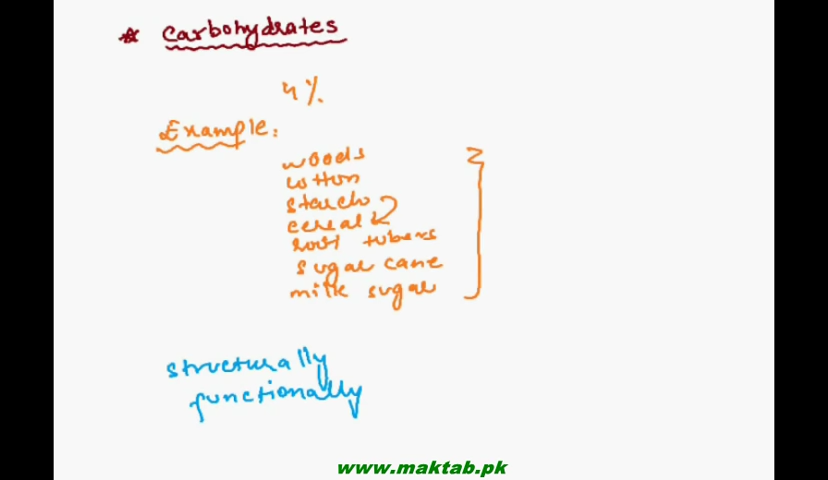 * Carbohydrates
4%
Example:
woods
cotton
starch
cereal
root tubers
sugar cane
milk sugar
structurally
functionally
www.maktab.pk